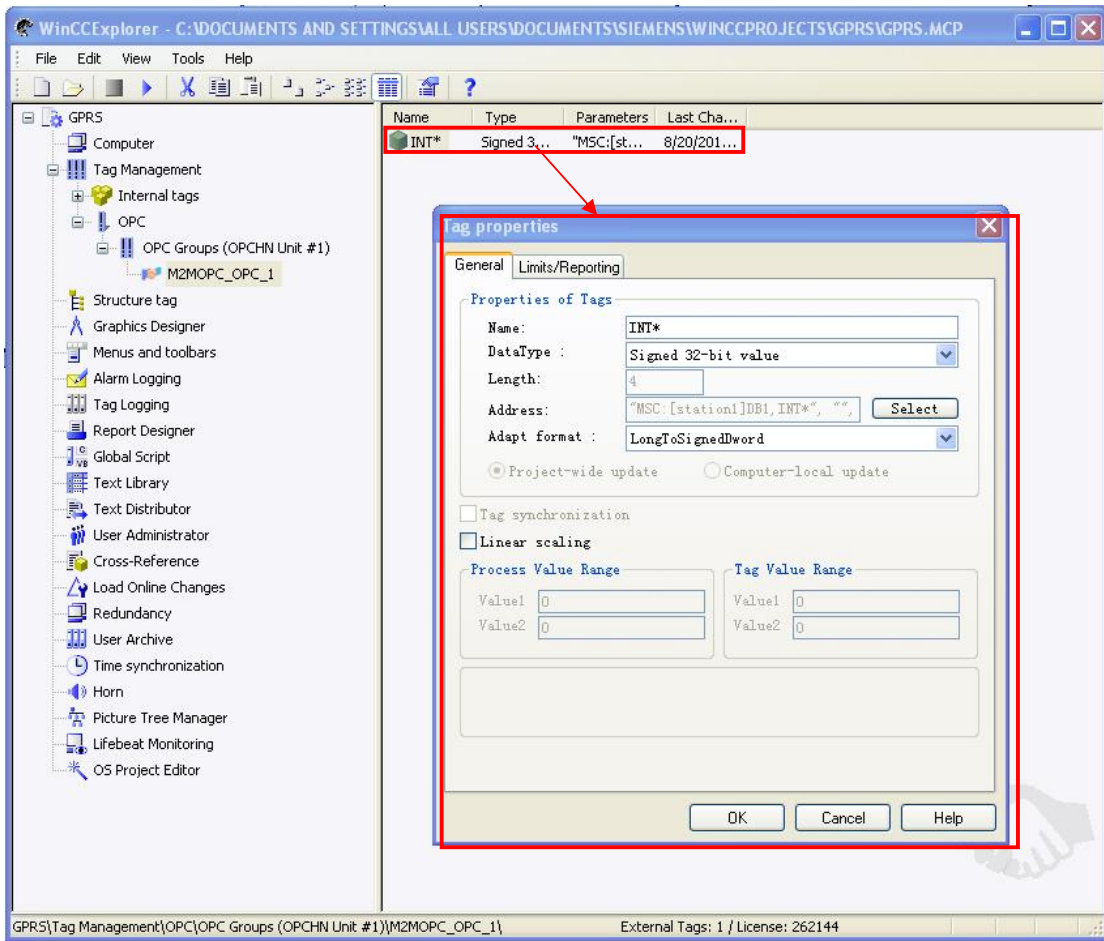 WinCCExplorer - C:\DOCUMENTS AND SETTINGS\ALL USERS\DOCUMENTS\SIEMENS\WINCCPROJECTS\GPRS\GPRS.MCP
File Edit View Tools Help
GPRS
Computer
Tag Management
Internal tags
OPC
OPC Groups (OPCHN Unit #1)
M2MOPC_OPC_1
Structure tag
Graphics Designer
Menus and toolbars
Alarm Logging
Tag Logging
Report Designer
Global Script
Text Library
Text Distributor
User Administrator
Cross-Reference
Load Online Changes
Redundancy
User Archive
Time synchronization
Horn
Picture Tree Manager
Lifebeat Monitoring
OS Project Editor
Name Type Parameters Last Cha...
INT* Signed 3... "MSC:[st... 8/20/201...
Tag properties
General Limits/Reporting
Properties of Tags
Name: INT*
DataType : Signed 32-bit value
Length: 4
Address: "MSC:[station1]DB1,INT*", "", Select
Adapt format : LongToSignedDword
Project-wide update Computer-local update
Tag synchronization
Linear scaling
Process Value Range Tag Value Range
Value1 0 Value1 0
Value2 0 Value2 0
OK Cancel Help
GPRS\Tag Management\OPC\OPC Groups (OPCHN Unit #1)\M2MOPC_OPC_1\ External Tags: 1 / License: 262144